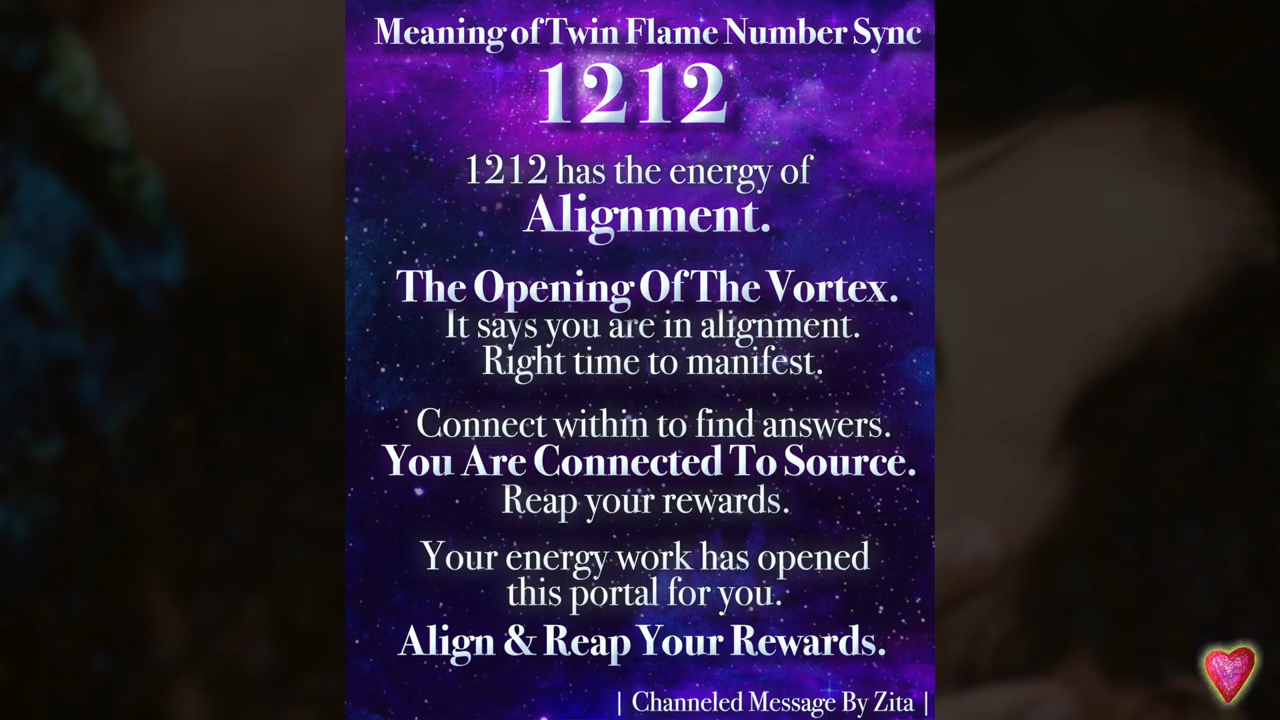 Meaning of Twin Flame Number Sync
1212
1212 has the energy of
Alignment.
The Opening Of The Vortex.
It says you are in alignment.
Right time to manifest.
Connect within to find answers.
You Are Connected To Source.
Reap your rewards.
Your energy work has opened
this portal for you.
Align & Reap Your Rewards.
| Channeled Message By Zita |